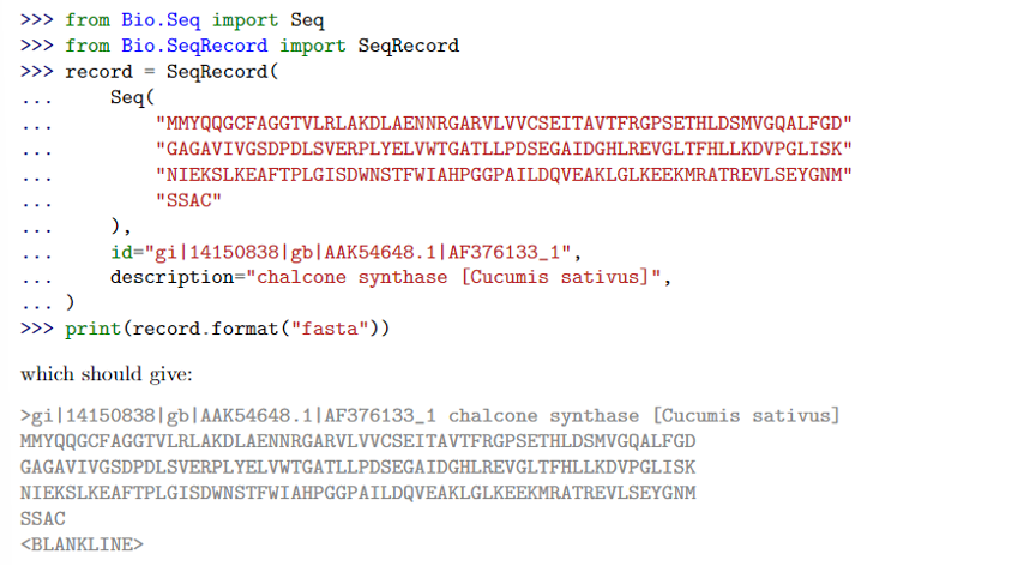 >>> from Bio.Seq import Seq
>>> from Bio.SeqRecord import SeqRecord
>>> record = SeqRecord(
...     Seq(
...         "MMYQQGCFAGGTVLRLAKDLAENNRGARVLVVCSEITAVTFRGPSETHLDSMVGQALFGD"
...         "GAGAVIVGSDPDLSVERPLYELVWTGATLLPDSEGAIDGHLREVGLTFHLLKDVPGLISK"
...         "NIEKSLKEAFTPLGISDWNSTFWIAHPGGPAILDQVEAKLGLKEEKMRATREVLSEYGNM"
...         "SSAC"
...     ),
...     id="gi|14150838|gb|AAK54648.1|AF376133_1",
...     description="chalcone synthase [Cucumis sativus]",
... )
>>> print(record.format("fasta"))
which should give:
>gi|14150838|gb|AAK54648.1|AF376133_1 chalcone synthase [Cucumis sativus]
MMYQQGCFAGGTVLRLAKDLAENNRGARVLVVCSEITAVTFRGPSETHLDSMVGQALFGD
GAGAVIVGSDPDLSVERPLYELVWTGATLLPDSEGAIDGHLREVGLTFHLLKDVPGLISK
NIEKSLKEAFTPLGISDWNSTFWIAHPGGPAILDQVEAKLGLKEEKMRATREVLSEYGNM
SSAC
<BLANKLINE>